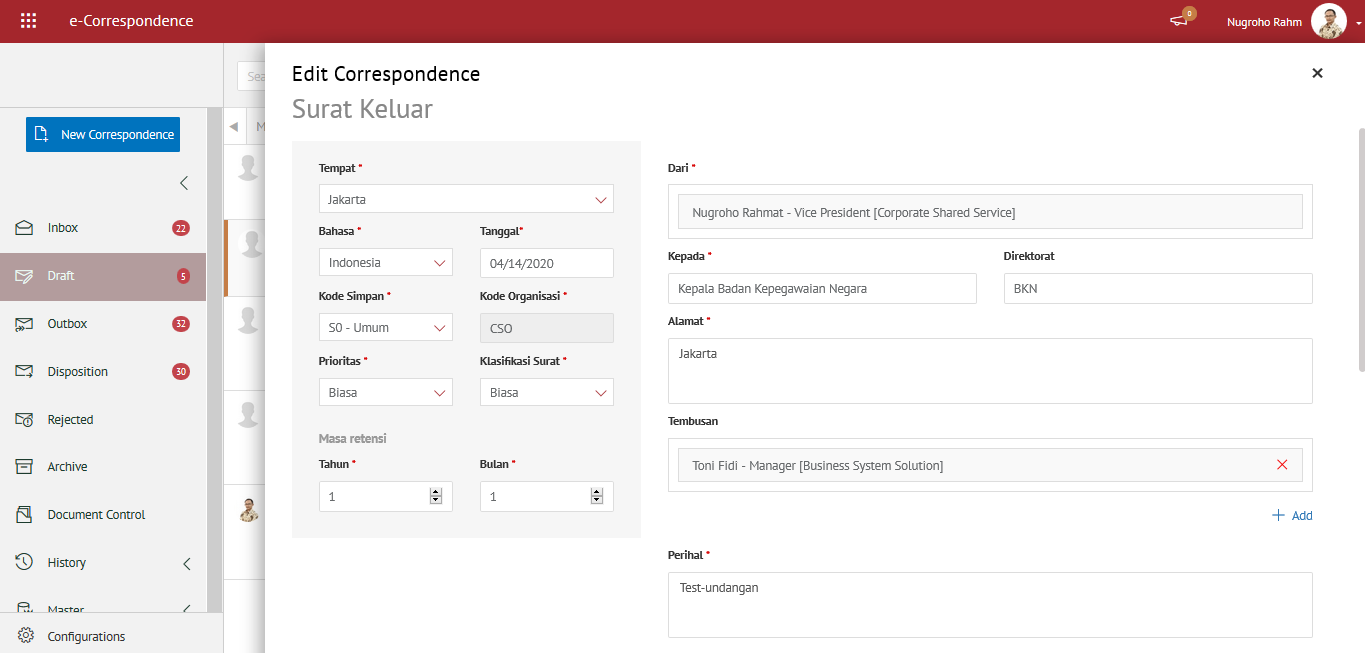 e-Correspondence
0
Nugroho Rahm
New Correspondence
Inbox 22
Draft 5
Outbox 32
Disposition 30
Rejected
Archive
Document Control
History
Master
Configurations
Sea
M
Edit Correspondence
Surat Keluar
Tempat *
Jakarta
Bahasa * Tanggal*
Indonesia 04/14/2020
Kode Simpan * Kode Organisasi *
S0 - Umum CSO
Prioritas * Klasifikasi Surat *
Biasa Biasa
Masa retensi
Tahun * Bulan *
1 1
Dari *
Nugroho Rahmat - Vice President [Corporate Shared Service]
Kepada * Direktorat
Kepala Badan Kepegawaian Negara BKN
Alamat *
Jakarta
Tembusan
Toni Fidi - Manager [Business System Solution]
Add
Perihal *
Test-undangan